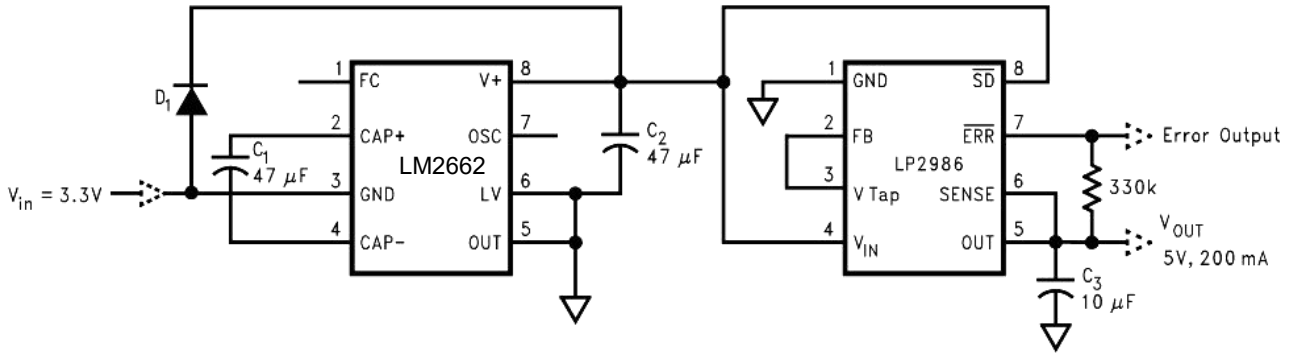 D1
Vin = 3.3V
C1
47 μF
1
2
3
4
FC
CAP+
GND
CAP-
LM2662
V+
OSC
LV
OUT
8
7
6
5
C2
47 μF
1
2
3
4
GND
FB
V Tap
VIN
LP2986
SD
ERR
SENSE
OUT
8
7
6
5
Error Output
330k
VOUT
5V, 200 mA
C3
10 μF